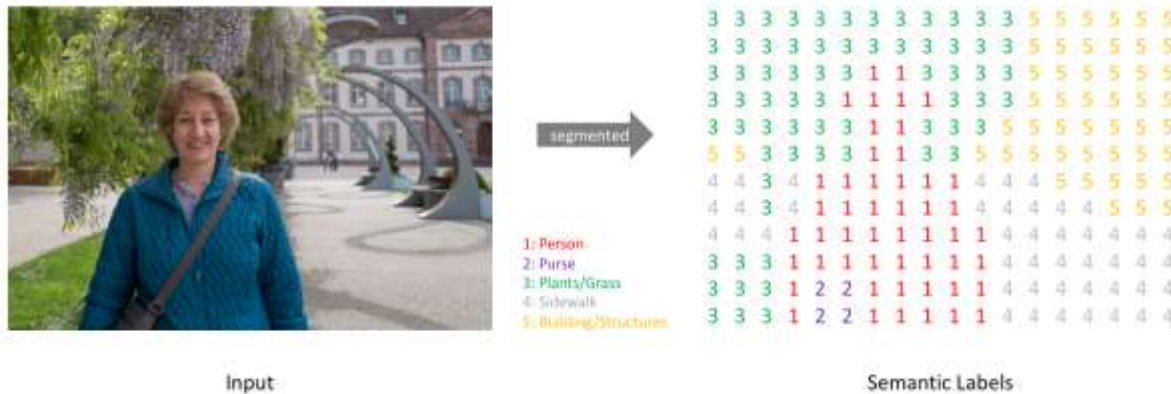 3 3 3 3 3 3 3 3 3 3 3 3 5 5 5 5 5 5
3 3 3 3 3 3 3 3 3 3 3 3 5 5 5 5 5 5
3 3 3 3 3 3 1 1 3 3 3 3 5 5 5 5 5 5
3 3 3 3 3 1 1 1 1 3 3 3 5 5 5 5 5 5
3 3 3 3 3 3 1 1 3 3 3 5 5 5 5 5 5 5
5 5 3 3 3 3 1 1 3 3 5 5 5 5 5 5 5 5
4 4 3 4 1 1 1 1 1 1 4 4 4 5 5 5 5 5
4 4 3 4 1 1 1 1 1 1 4 4 4 4 4 5 5 5
4 4 4 1 1 1 1 1 1 1 1 4 4 4 4 4 4 4
3 3 3 1 1 1 1 1 1 1 1 4 4 4 4 4 4 4
3 3 3 1 2 2 1 1 1 1 1 4 4 4 4 4 4 4
3 3 3 1 2 2 1 1 1 1 1 4 4 4 4 4 4 4
segmented
1: Person
2: Purse
3: Plants/Grass
4: Sidewalk
5: Building/Structures
Input
Semantic Labels